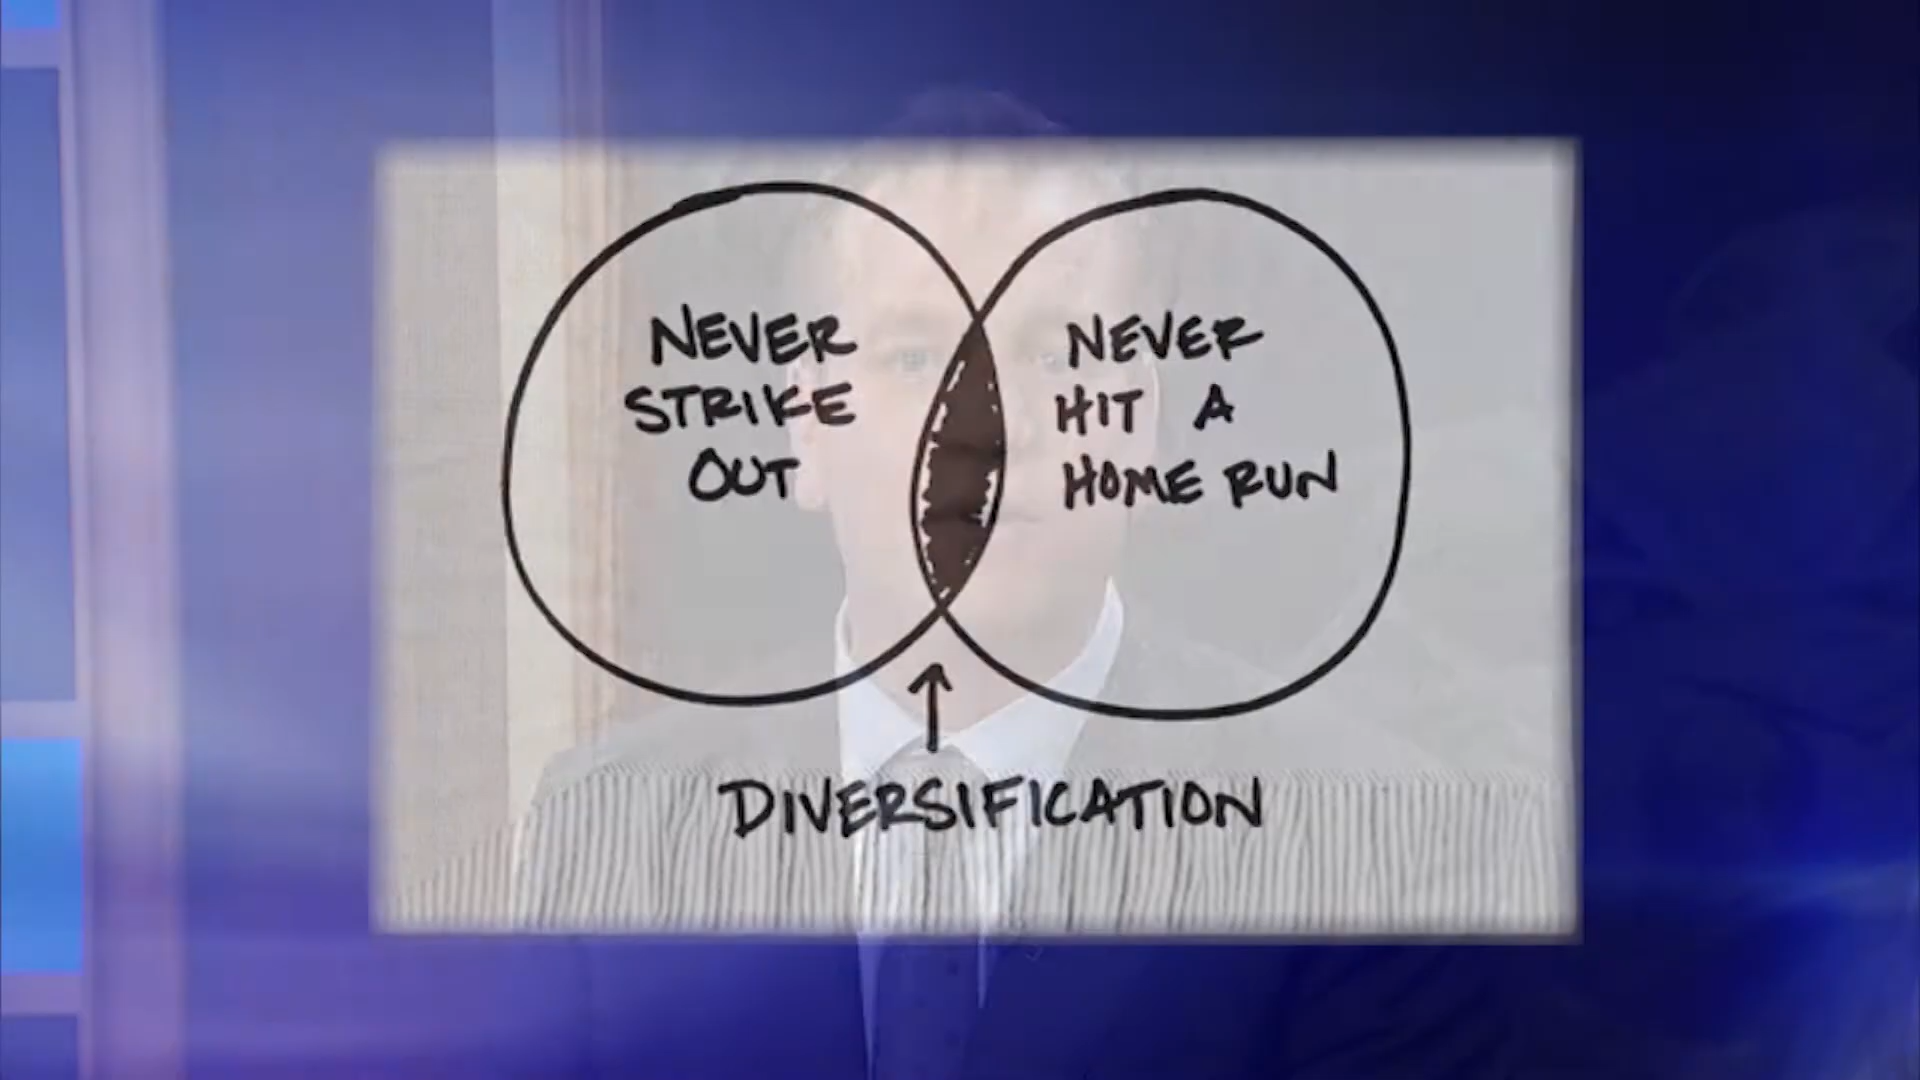 NEVER
STRIKE
OUT
NEVER
HIT A
HOME RUN
DIVERSIFICATION